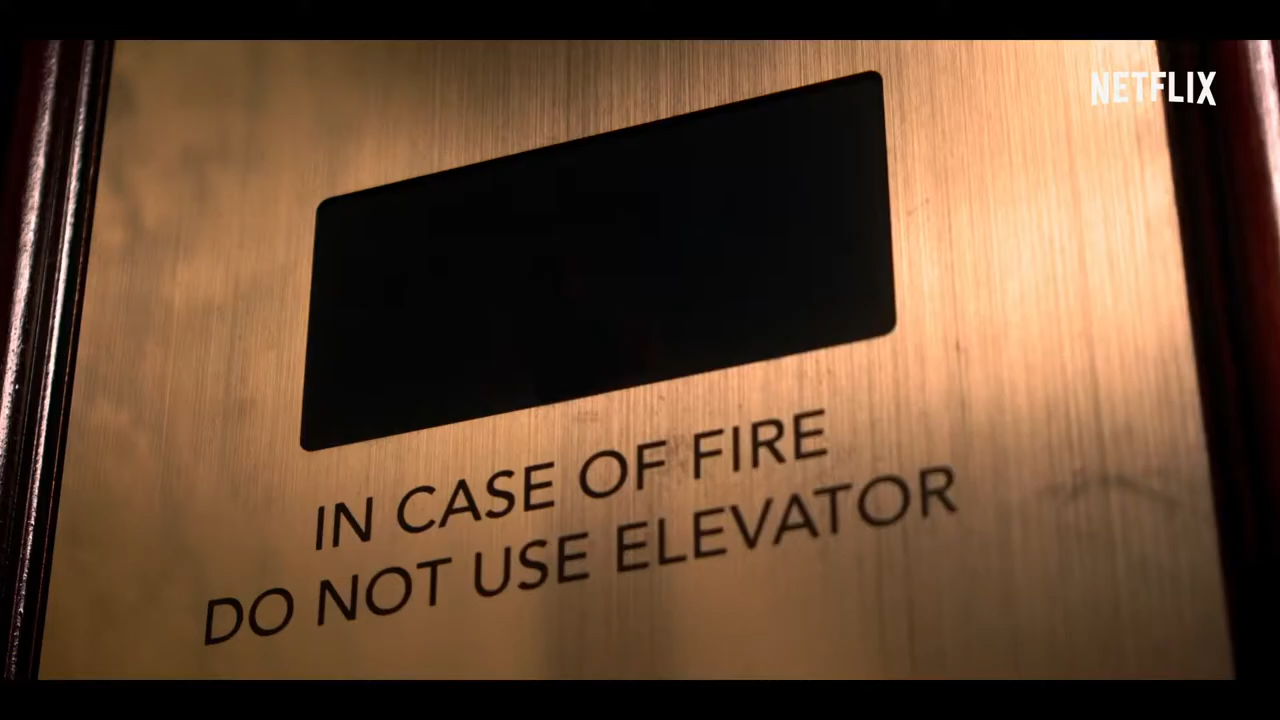 NETFLIX
IN CASE OF FIRE
DO NOT USE ELEVATOR